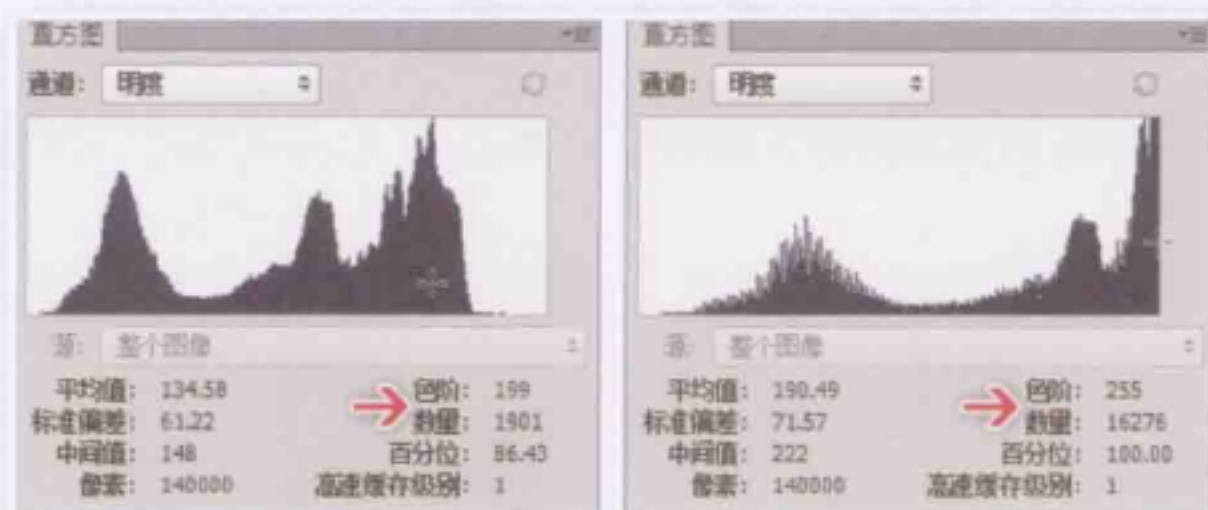 直方图
通道: 明度
源: 整个图像
平均值: 134.58 色阶: 199
标准偏差: 61.22 数量: 1901
中间值: 148 百分位: 86.43
像素: 140000 高速缓存级别: 1
直方图
通道: 明度
源: 整个图像
平均值: 190.49 色阶: 255
标准偏差: 71.57 数量: 16276
中间值: 222 百分位: 100.00
像素: 140000 高速缓存级别: 1